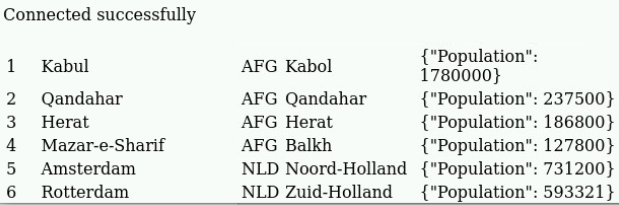 Connected successfully
1 Kabul AFG Kabol {"Population": 1780000}
2 Qandahar AFG Qandahar {"Population": 237500}
3 Herat AFG Herat {"Population": 186800}
4 Mazar-e-Sharif AFG Balkh {"Population": 127800}
5 Amsterdam NLD Noord-Holland {"Population": 731200}
6 Rotterdam NLD Zuid-Holland {"Population": 593321}